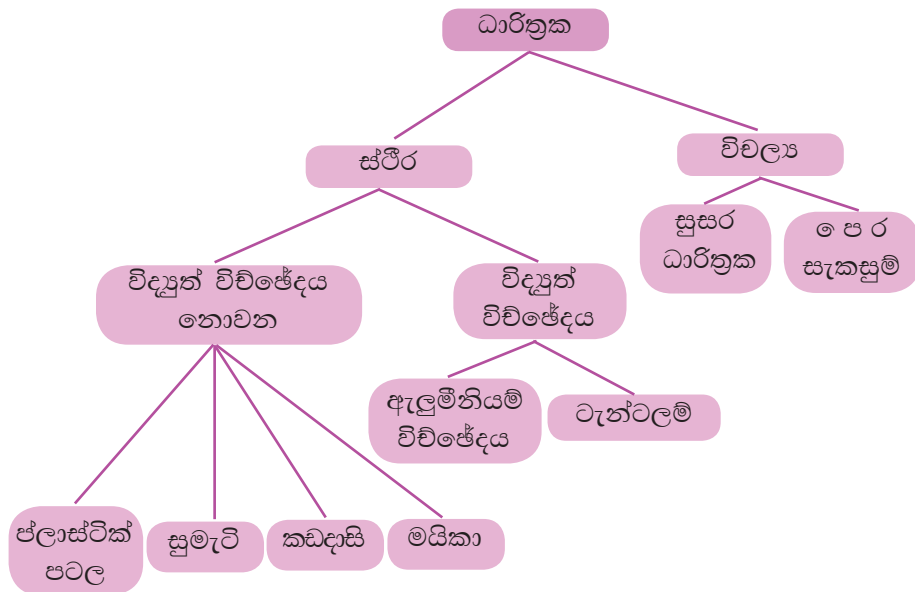 ධාරිත්‍රක
ස්ථීර
විචල්‍ය
සුසර
ධාරිත්‍රක
පෙ ර
සැකසුම්
විද්‍යුත් විච්ඡේදය
නොවන
විද්‍යුත්
විච්ඡේදය
ඇලුමීනියම්
විච්ඡේදය
ටැන්ටලම්
ප්ලාස්ටික්
පටල
සුමැටි
කඩදාසි
මයිකා